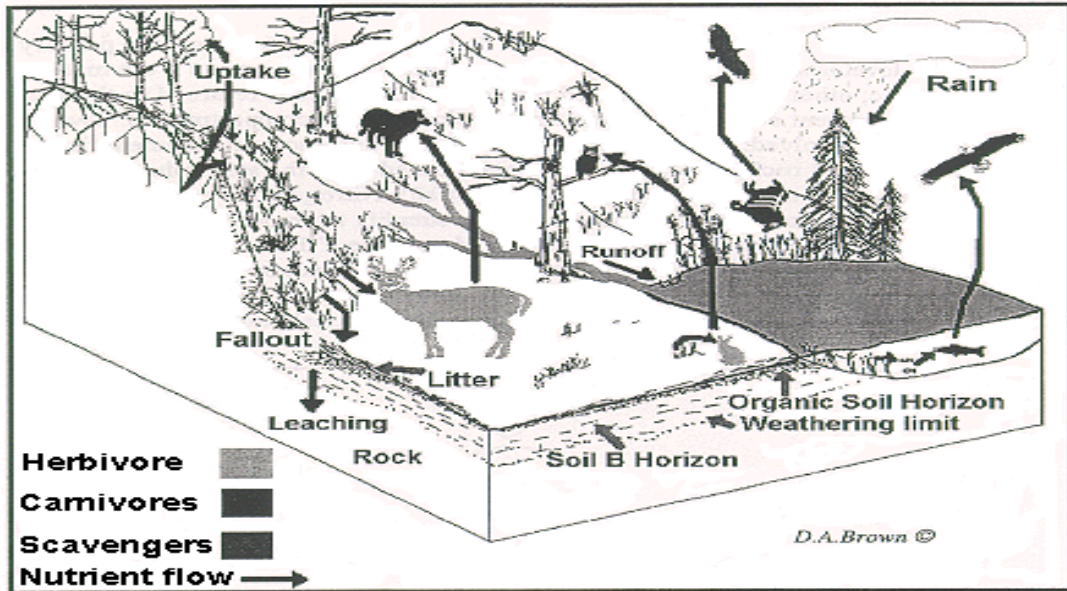 Uptake
Rain
Runoff
Fallout
Litter
Leaching
Organic Soil Horizon
Weathering limit
Rock
Soil B Horizon
Herbivore
Carnivores
Scavengers
Nutrient flow
D.A.Brown ©